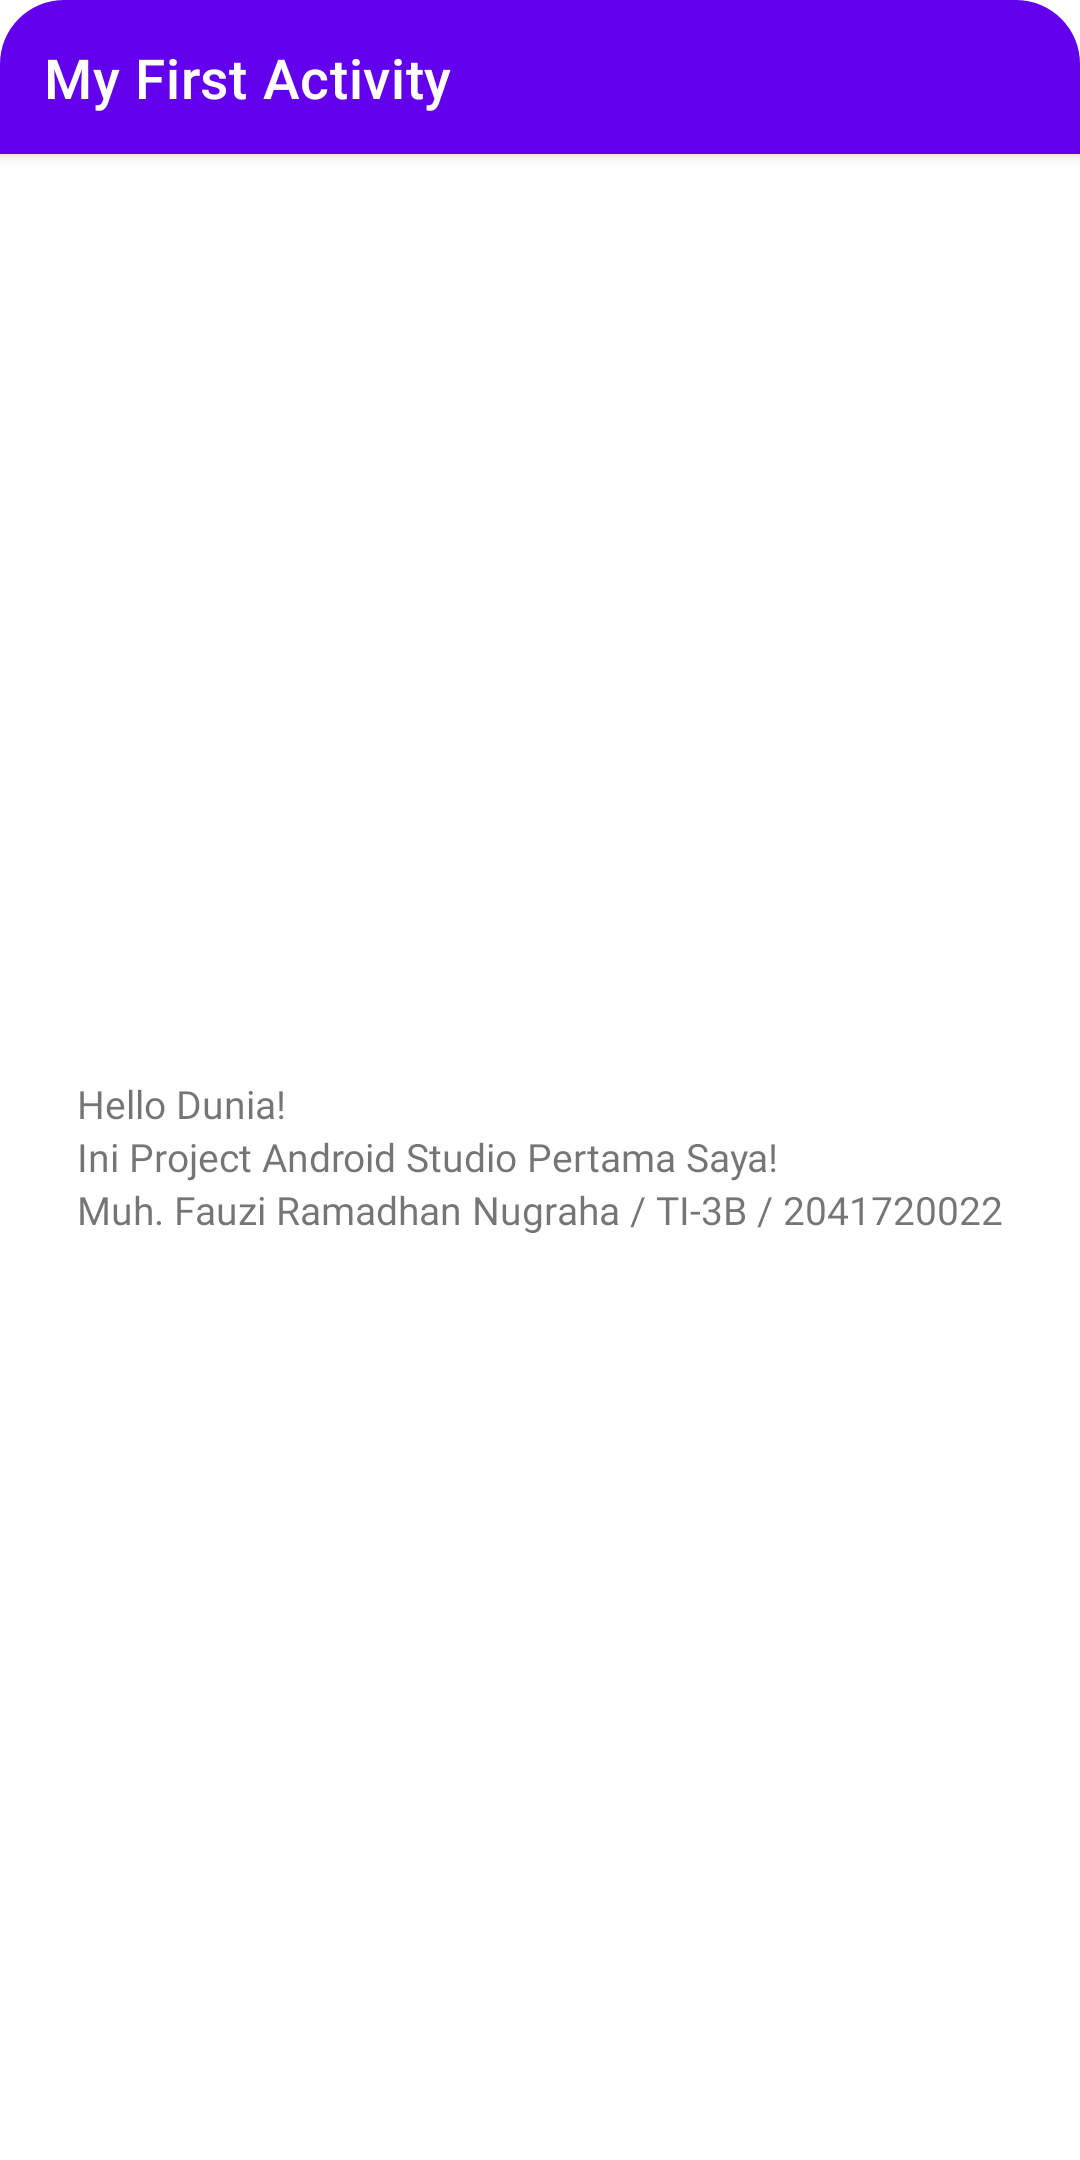 My First Activity
Hello Dunia!
Ini Project Android Studio Pertama Saya!
Muh. Fauzi Ramadhan Nugraha / TI-3B / 2041720022